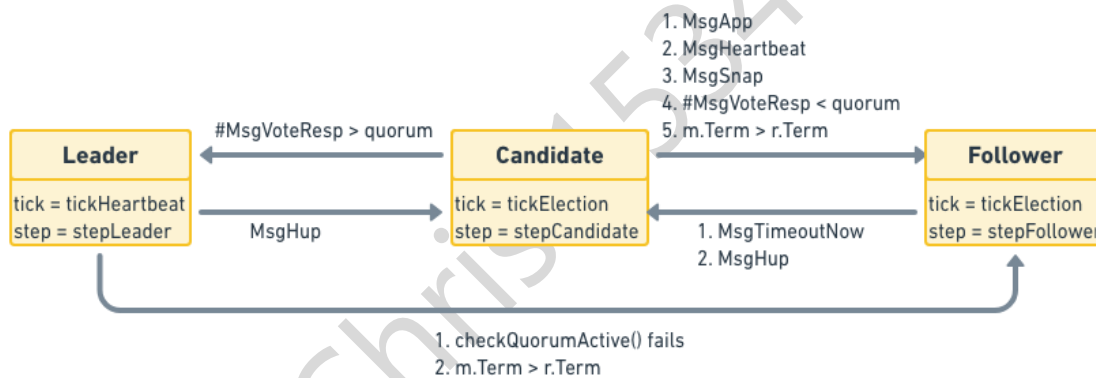 1. MsgApp
2. MsgHeartbeat
3. MsgSnap
4. #MsgVoteResp < quorum
5. m.Term > r.Term
#MsgVoteResp > quorum
Leader
tick = tickHeartbeat
step = stepLeader
Candidate
tick = tickElection
step = stepCandidate
Follower
tick = tickElection
step = stepFollower
MsgHup
1. MsgTimeoutNow
2. MsgHup
1. checkQuorumActive() fails
2. m.Term > r.Term
Chris1534